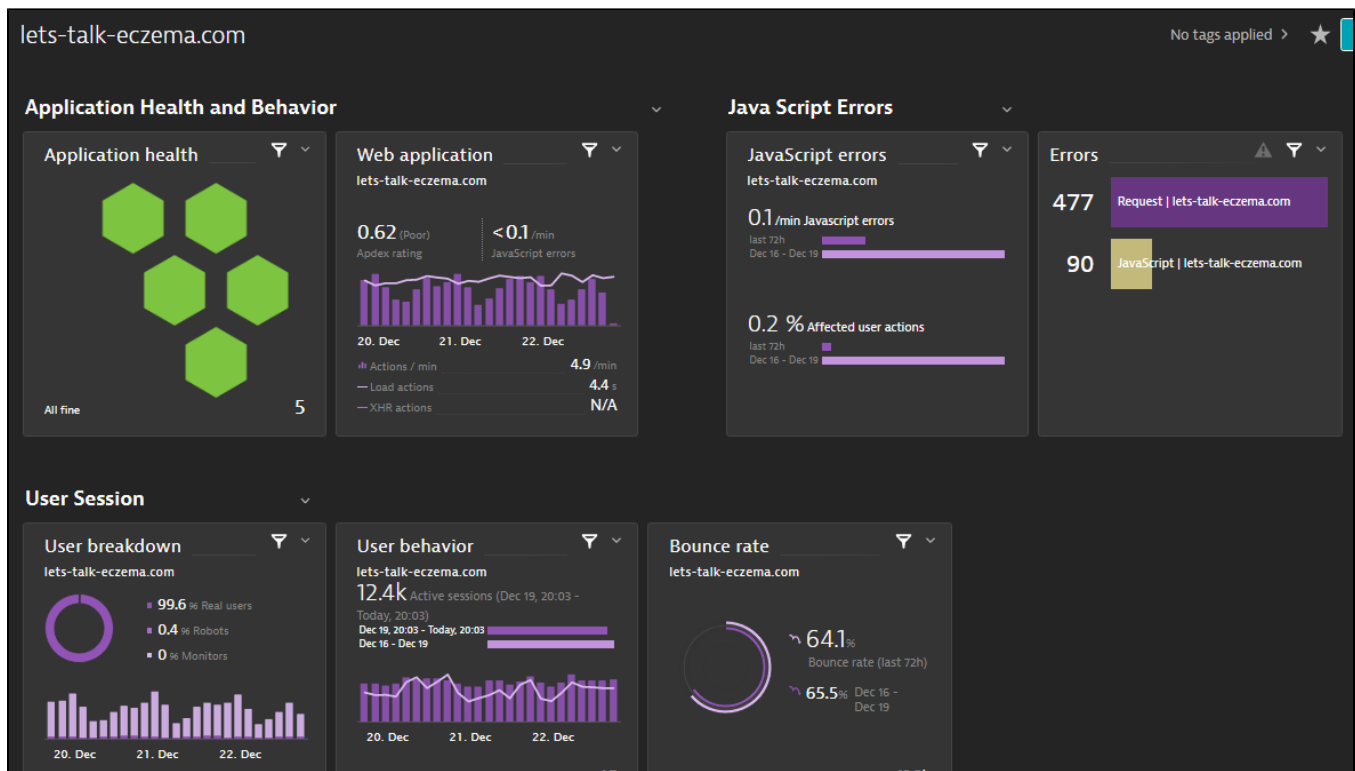 lets-talk-eczema.com
No tags applied
Application Health and Behavior
Java Script Errors
Application health
All fine
5
Web application
lets-talk-eczema.com
0.62 (Poor)
Apdex rating
<0.1 /min
JavaScript errors
20. Dec 21. Dec 22. Dec
Actions / min 4.9 /min
Load actions 4.4 s
XHR actions N/A
JavaScript errors
lets-talk-eczema.com
0.1 /min Javascript errors
last 72h
Dec 16 - Dec 19
0.2 % Affected user actions
last 72h
Dec 16 - Dec 19
Errors
477 Request | lets-talk-eczema.com
90 JavaScript | lets-talk-eczema.com
User Session
User breakdown
lets-talk-eczema.com
99.6 % Real users
0.4 % Robots
0 % Monitors
20. Dec 21. Dec 22. Dec
User behavior
lets-talk-eczema.com
12.4k Active sessions (Dec 19, 20:03 -
Today, 20:03)
Dec 19, 20:03 - Today, 20:03
Dec 16 - Dec 19
20. Dec 21. Dec 22. Dec
Bounce rate
lets-talk-eczema.com
64.1%
Bounce rate (last 72h)
65.5% Dec 16 -
Dec 19